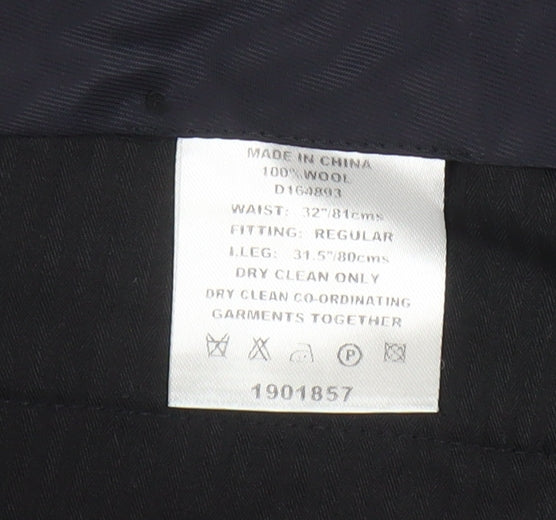 MADE IN CHINA
100% WOOL
D164893
WAIST: 32"/81cms
FITTING: REGULAR
I.LEG: 31.5"/80cms
DRY CLEAN ONLY
DRY CLEAN CO-ORDINATING
GARMENTS TOGETHER
P
1901857